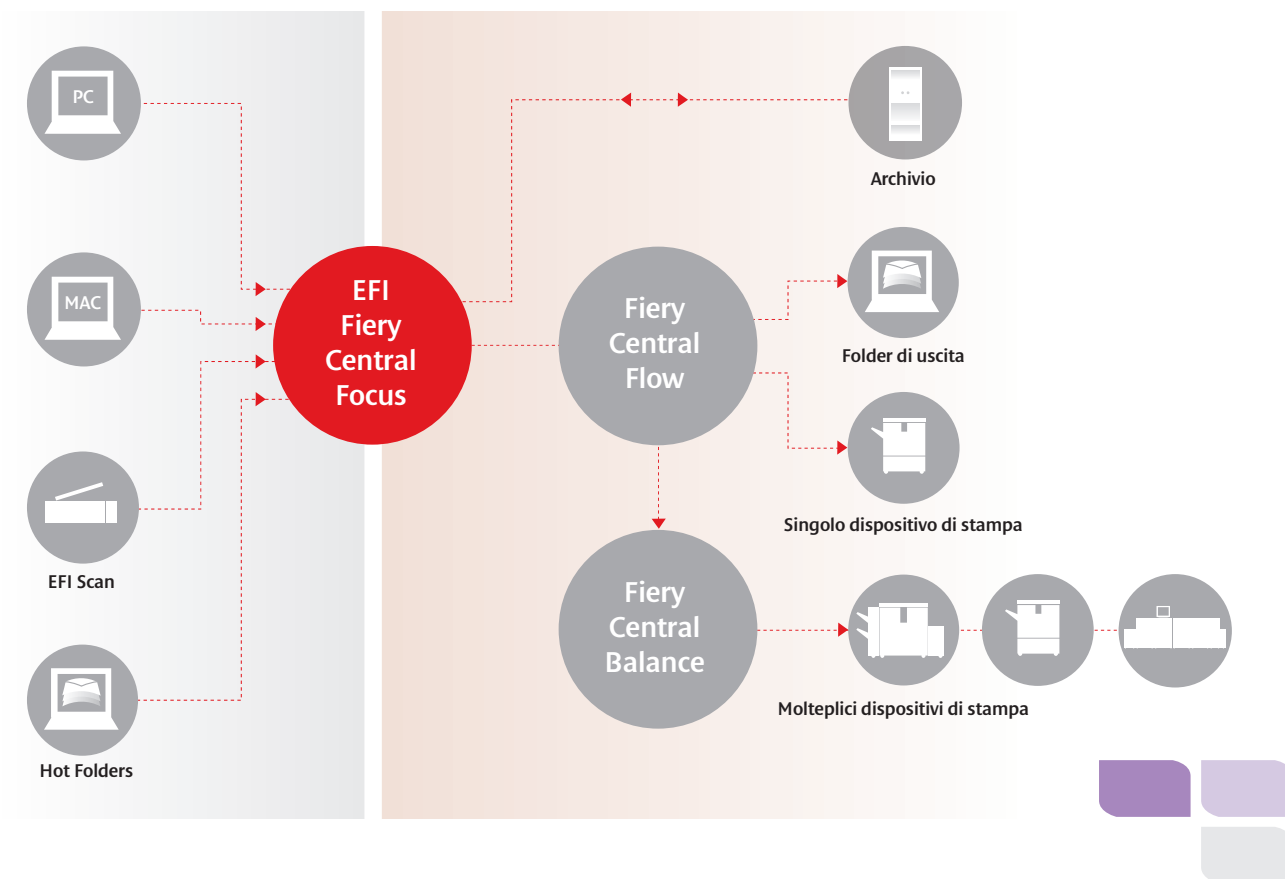 PC
MAC
EFI Scan
Hot Folders
EFI
Fiery
Central
Focus
Fiery
Central
Flow
Fiery
Central
Balance
Archivio
Folder di uscita
Singolo dispositivo di stampa
Molteplici dispositivi di stampa